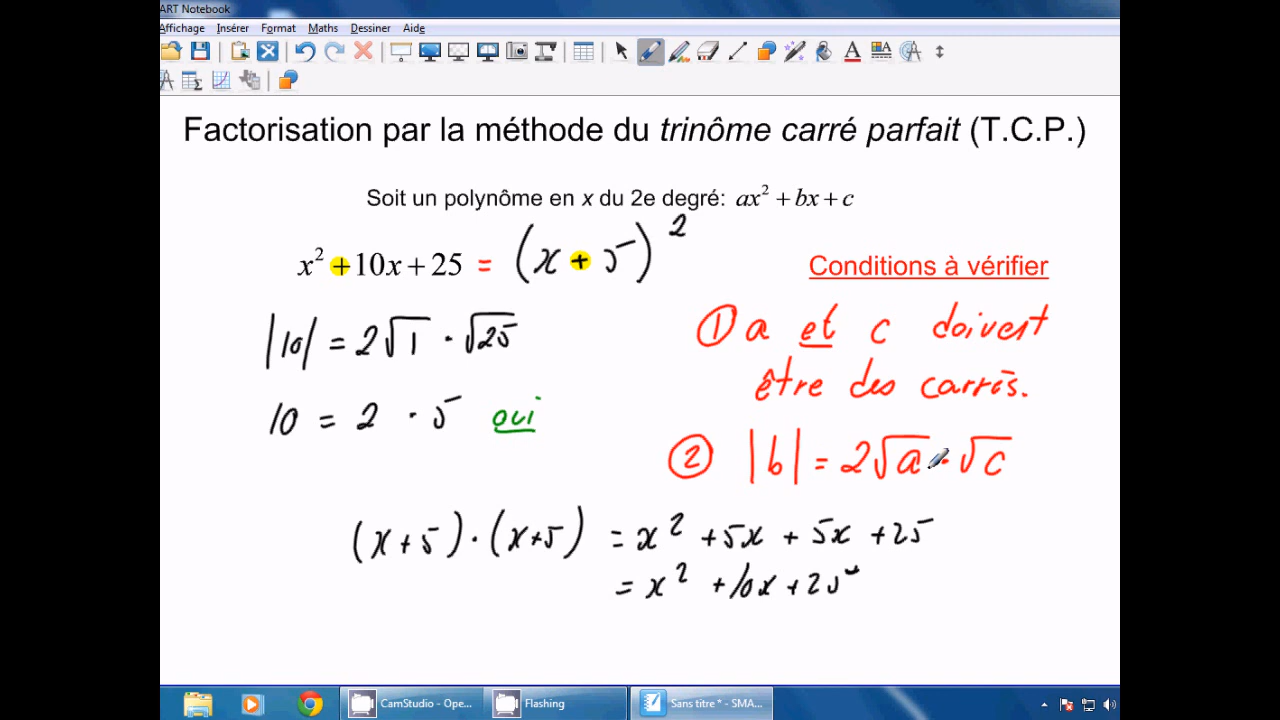 ART Notebook
Affichage Insérer Format Maths Dessiner Aide
Factorisation par la méthode du trinôme carré parfait (T.C.P.)
Soit un polynôme en x du 2e degré: ax² + bx + c
x² + 10x + 25 = (x + 5)²
Conditions à vérifier
|10| = 2√1 · √25
① a et c doivent
être des carrés.
10 = 2 · 5 oui
② |b| = 2√a · √c
(x+5)·(x+5) = x² + 5x + 5x + 25
= x² + 10x + 25
CamStudio - Ope... Flashing Sans titre * - SMA...